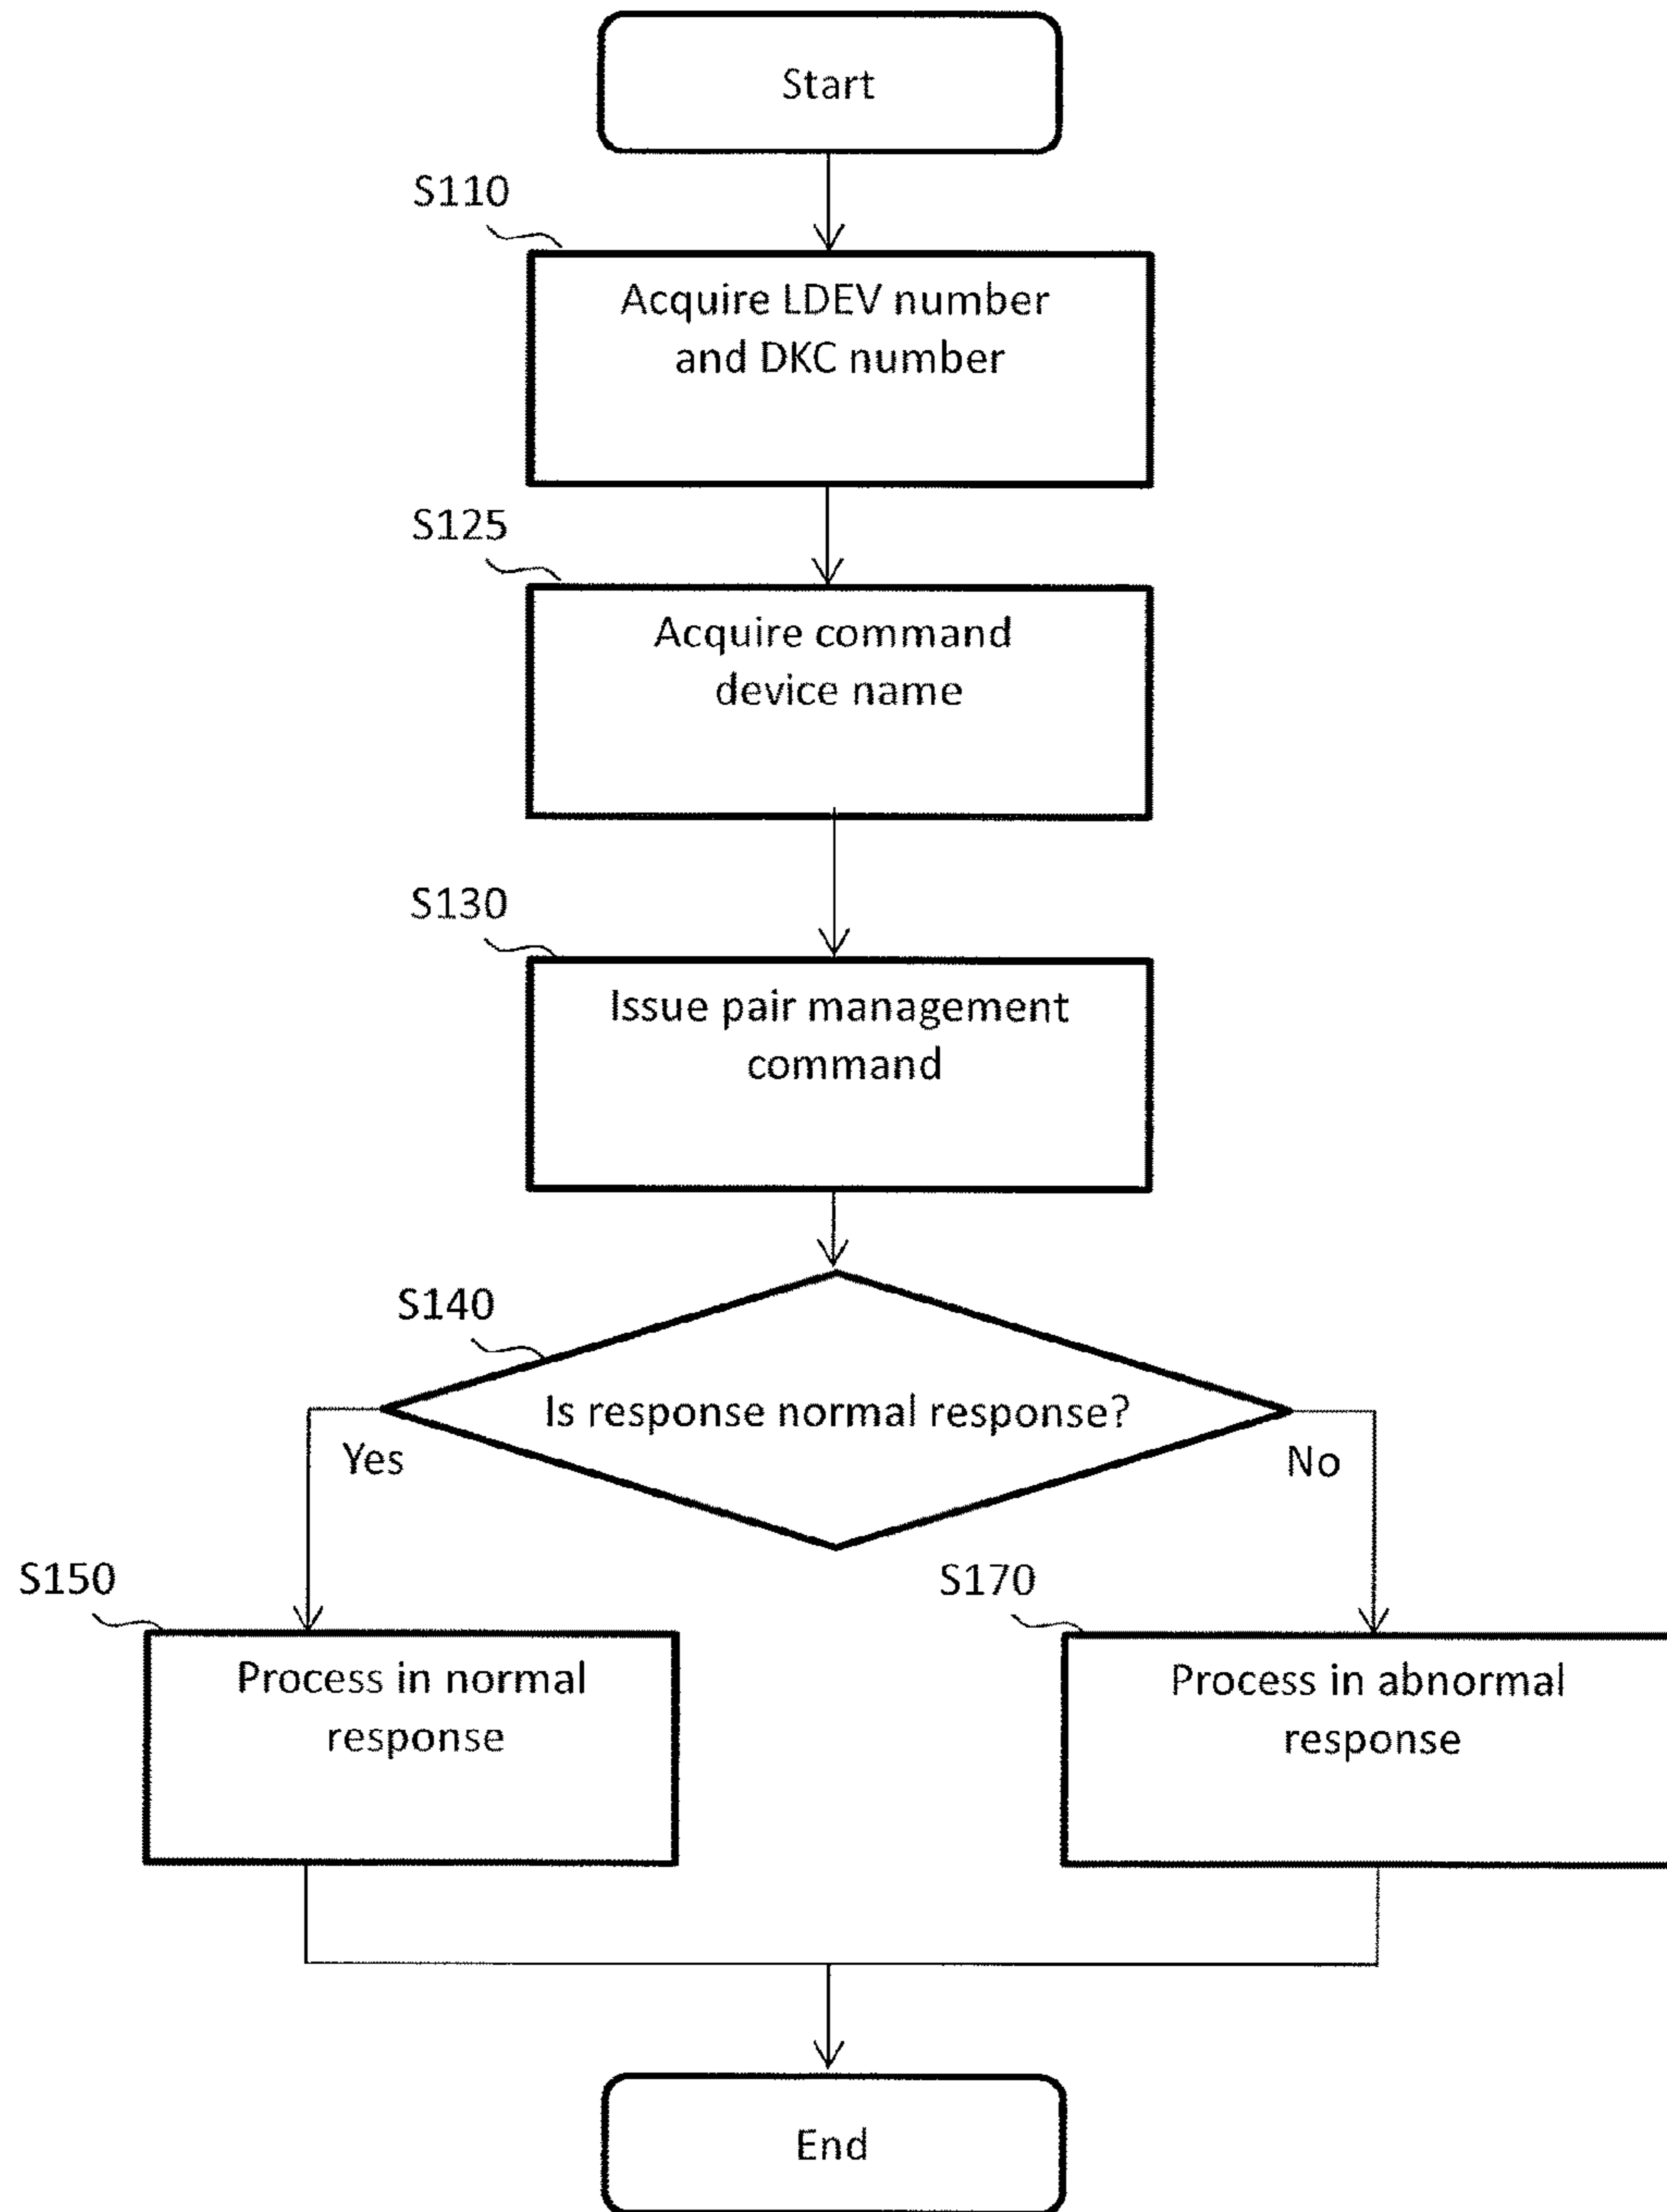 Start
S110
Acquire LDEV number
and DKC number
S125
Acquire command
device name
S130
Issue pair management
command
S140
Is response normal response?
Yes
No
S150
S170
Process in normal
response
Process in abnormal
response
End